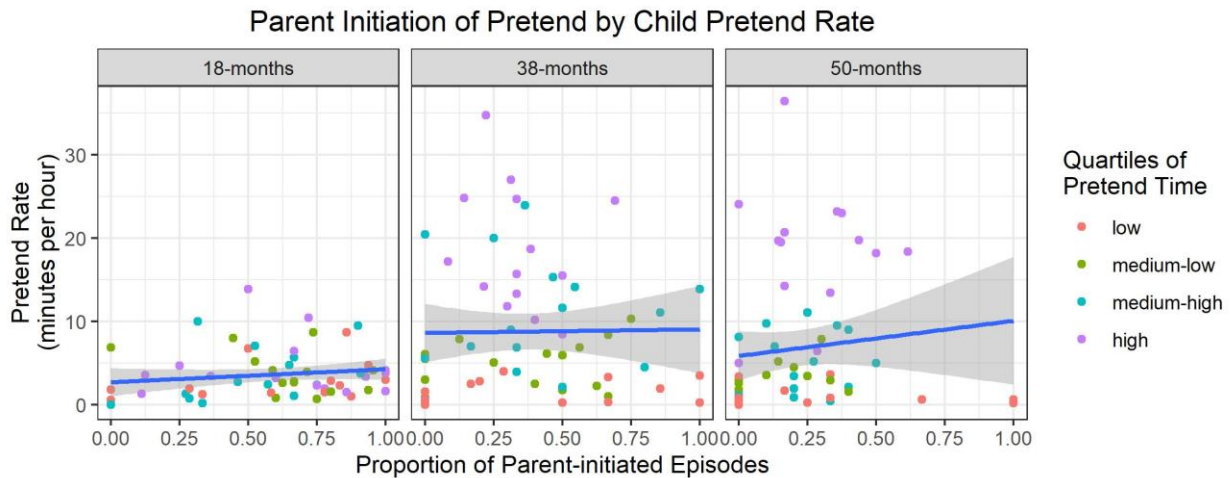 Parent Initiation of Pretend by Child Pretend Rate
18-months
38-months
50-months
Pretend Rate
(minutes per hour)
30
20
10
0
0.00 0.25 0.50 0.75 1.00
0.00 0.25 0.50 0.75 1.00
0.00 0.25 0.50 0.75 1.00
Proportion of Parent-initiated Episodes
Quartiles of
Pretend Time
low
medium-low
medium-high
high